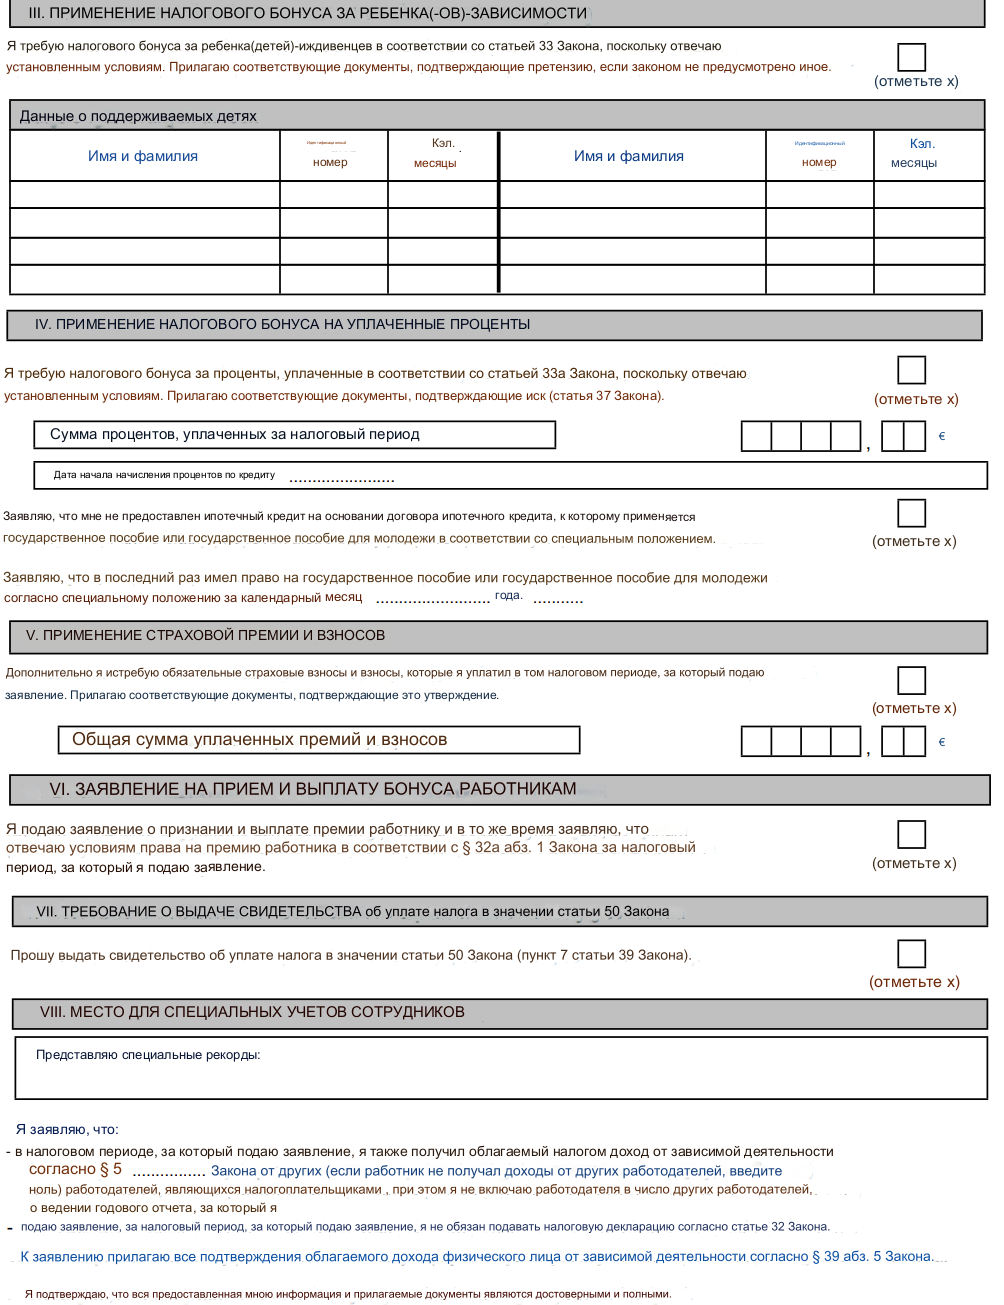 III. ПРИМЕНЕНИЕ НАЛОГОВОГО БОНУСА ЗА РЕБЕНКА(-ОВ)-ЗАВИСИМОСТИ
Я требую налогового бонуса за ребенка(детей)-иждивенцев в соответствии со статьей 33 Закона, поскольку отвечаю
установленным условиям. Прилагаю соответствующие документы, подтверждающие претензию, если законом не предусмотрено иное.
(отметьте x)
Данные о поддерживаемых детях
Имя и фамилия Идентификационный номер Кэл. месяцы Имя и фамилия Идентификационный номер Кэл. месяцы
IV. ПРИМЕНЕНИЕ НАЛОГОВОГО БОНУСА НА УПЛАЧЕННЫЕ ПРОЦЕНТЫ
Я требую налогового бонуса за проценты, уплаченные в соответствии со статьей 33a Закона, поскольку отвечаю
установленным условиям. Прилагаю соответствующие документы, подтверждающие иск (статья 37 Закона).
(отметьте x)
Сумма процентов, уплаченных за налоговый период , €
Дата начала начисления процентов по кредиту .......................
Заявляю, что мне не предоставлен ипотечный кредит на основании договора ипотечного кредита, к которому применяется
государственное пособие или государственное пособие для молодежи в соответствии со специальным положением.
(отметьте x)
Заявляю, что в последний раз имел право на государственное пособие или государственное пособие для молодежи
согласно специальному положению за календарный месяц ......................... года. ...........
V. ПРИМЕНЕНИЕ СТРАХОВОЙ ПРЕМИИ И ВЗНОСОВ
Дополнительно я истребую обязательные страховые взносы и взносы, которые я уплатил в том налоговом периоде, за который подаю
заявление. Прилагаю соответствующие документы, подтверждающие это утверждение.
(отметьте x)
Общая сумма уплаченных премий и взносов , €
VI. ЗАЯВЛЕНИЕ НА ПРИЕМ И ВЫПЛАТУ БОНУСА РАБОТНИКАМ
Я подаю заявление о признании и выплате премии работнику и в то же время заявляю, что
отвечаю условиям права на премию работника в соответствии с § 32a абз. 1 Закона за налоговый
период, за который я подаю заявление.
(отметьте x)
VII. ТРЕБОВАНИЕ О ВЫДАЧЕ СВИДЕТЕЛЬСТВА об уплате налога в значении статьи 50 Закона
Прошу выдать свидетельство об уплате налога в значении статьи 50 Закона (пункт 7 статьи 39 Закона).
(отметьте x)
VIII. МЕСТО ДЛЯ СПЕЦИАЛЬНЫХ УЧЕТОВ СОТРУДНИКОВ
Представляю специальные рекорды:
Я заявляю, что:
- в налоговом периоде, за который подаю заявление, я также получил облагаемый налогом доход от зависимой деятельности
согласно § 5 ................ Закона от других (если работник не получал доходы от других работодателей, введите
ноль) работодателей, являющихся налогоплательщиками , при этом я не включаю работодателя в число других работодателей,
о ведении годового отчета, за который я
- подаю заявление, за налоговый период, за который подаю заявление, я не обязан подавать налоговую декларацию согласно статье 32 Закона.
К заявлению прилагаю все подтверждения облагаемого дохода физического лица от зависимой деятельности согласно § 39 абз. 5 Закона.
Я подтверждаю, что вся предоставленная мною информация и прилагаемые документы являются достоверными и полными.